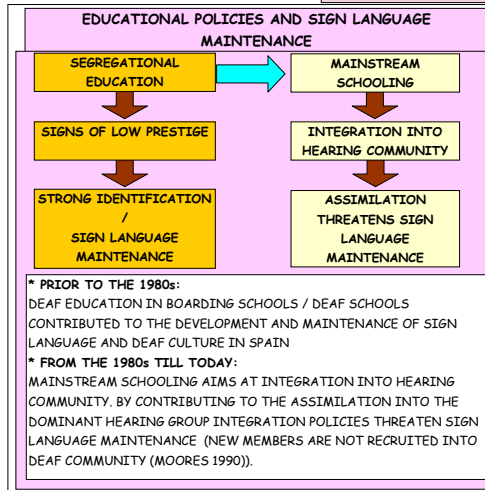 EDUCATIONAL POLICIES AND SIGN LANGUAGE
MAINTENANCE
SEGREGATIONAL
EDUCATION
MAINSTREAM
SCHOOLING
SIGNS OF LOW PRESTIGE
INTEGRATION INTO
HEARING COMMUNITY
STRONG IDENTIFICATION
/
SIGN LANGUAGE
MAINTENANCE
ASSIMILATION
THREATENS SIGN
LANGUAGE
MAINTENANCE
* PRIOR TO THE 1980s:
DEAF EDUCATION IN BOARDING SCHOOLS / DEAF SCHOOLS
CONTRIBUTED TO THE DEVELOPMENT AND MAINTENANCE OF SIGN
LANGUAGE AND DEAF CULTURE IN SPAIN
* FROM THE 1980s TILL TODAY:
MAINSTREAM SCHOOLING AIMS AT INTEGRATION INTO HEARING
COMMUNITY. BY CONTRIBUTING TO THE ASSIMILATION INTO THE
DOMINANT HEARING GROUP INTEGRATION POLICIES THREATEN SIGN
LANGUAGE MAINTENANCE (NEW MEMBERS ARE NOT RECRUITED INTO
DEAF COMMUNITY (MOORES 1990)).